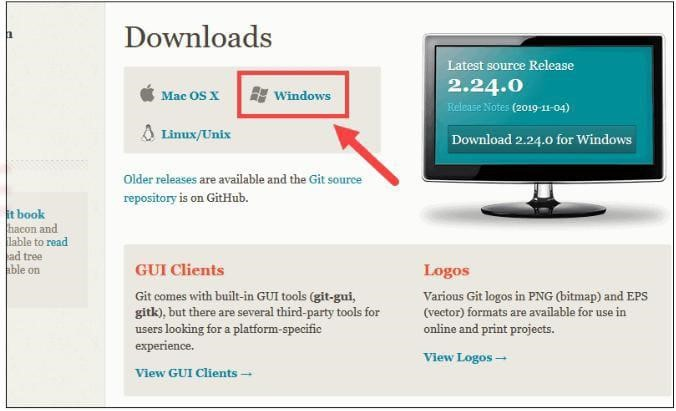 n
Downloads
Mac OS X
Windows
Linux/Unix
Older releases are available and the Git source
repository is on GitHub.
Latest source Release
2.24.0
Release Notes (2019-11-04)
Download 2.24.0 for Windows
it book
Chacon and
ilable to read
ead tree
able on
GUI Clients
Git comes with built-in GUI tools (git-gui,
gitk), but there are several third-party tools for
users looking for a platform-specific
experience.
View GUI Clients →
Logos
Various Git logos in PNG (bitmap) and EPS
(vector) formats are available for use in
online and print projects.
View Logos →